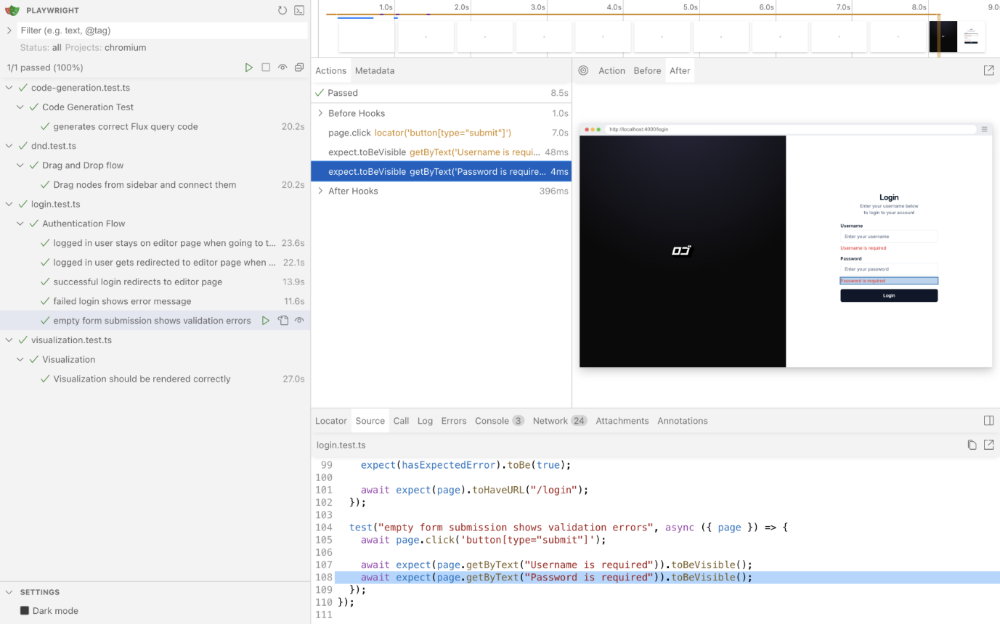 PLAYWRIGHT
Filter (e.g. text, @tag)
Status: all Projects: chromium
1/1 passed (100%)
code-generation.test.ts
Code Generation Test
generates correct Flux query code 20.2s
dnd.test.ts
Drag and Drop flow
Drag nodes from sidebar and connect them 20.2s
login.test.ts
Authentication Flow
logged in user stays on editor page when going to t... 23.6s
logged in user gets redirected to editor page when ... 22.1s
successful login redirects to editor page 13.9s
failed login shows error message 11.6s
empty form submission shows validation errors
visualization.test.ts
Visualization
Visualization should be rendered correctly 27.0s
SETTINGS
Dark mode
1.0s 2.0s 3.0s 4.0s 5.0s 6.0s 7.0s 8.0s 9.0s
Actions Metadata
Passed 8.5s
Before Hooks 1.0s
page.click locator('button[type="submit"]') 7.0s
expect.toBeVisible getByText('Username is requi... 48ms
expect.toBeVisible getByText('Password is require... 4ms
After Hooks 396ms
Action Before After
http://localhost:4000/login
ロゴ
Login
Enter your username below
to login to your account
Username
Enter your username
Username is required
Password
Enter your password
Password is required
Login
Locator Source Call Log Errors Console 3 Network 24 Attachments Annotations
login.test.ts
99 expect(hasExpectedError).toBe(true);
100
101 await expect(page).toHaveURL("/login");
102 });
103
104 test("empty form submission shows validation errors", async ({ page }) => {
105 await page.click('button[type="submit"]');
106
107 await expect(page.getByText("Username is required")).toBeVisible();
108 await expect(page.getByText("Password is required")).toBeVisible();
109 });
110 });
111